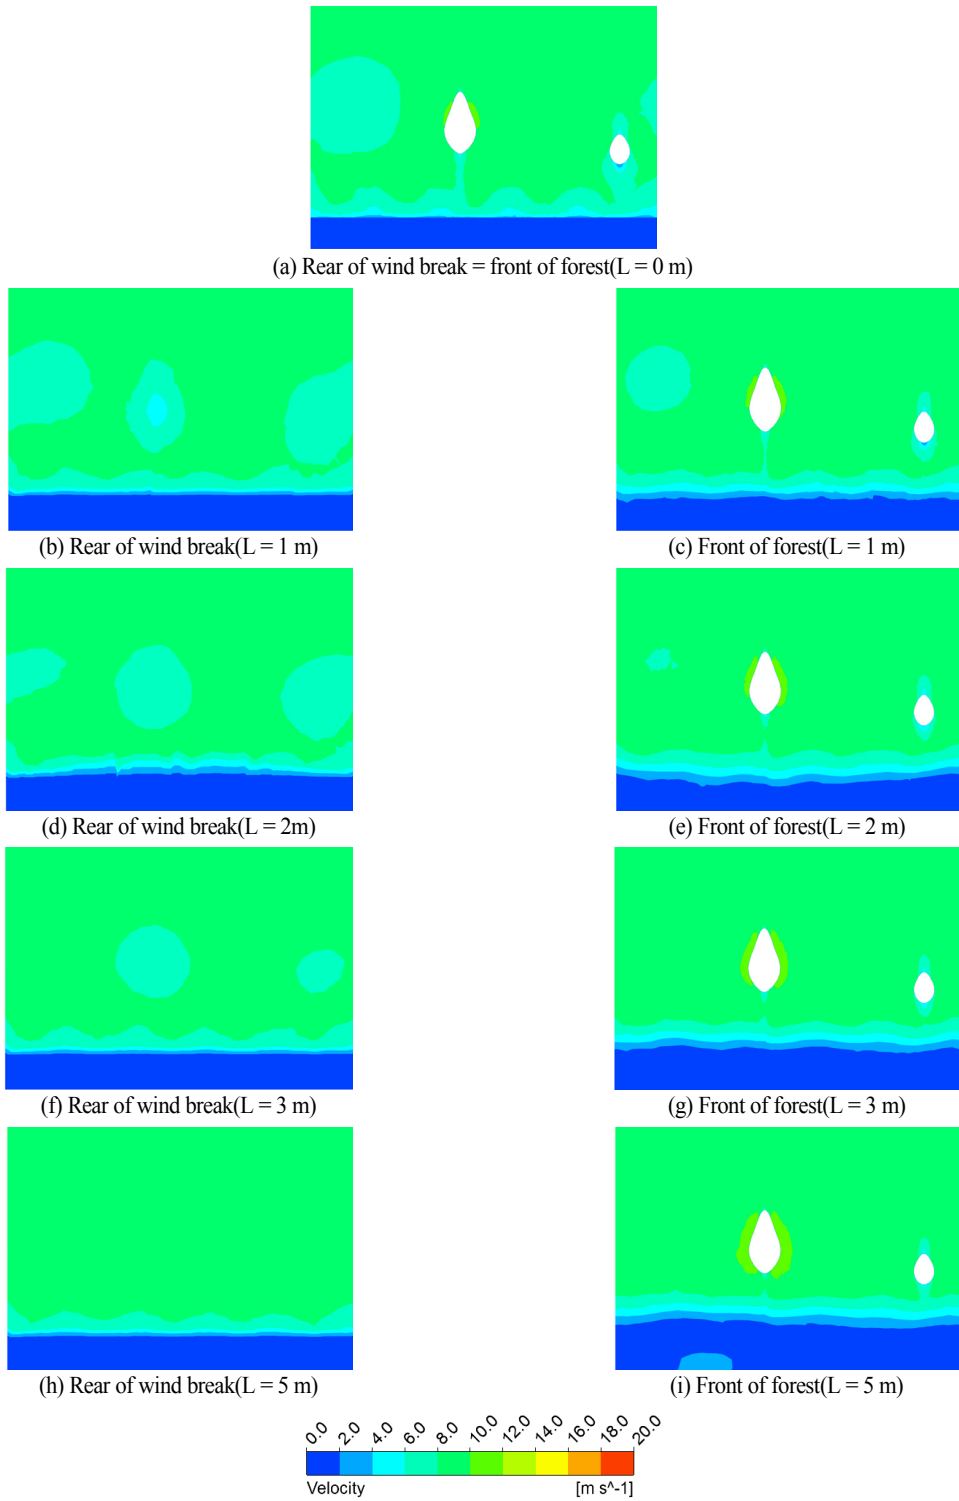 (a) Rear of wind break = front of forest(L = 0 m)
(b) Rear of wind break(L = 1 m)
(c) Front of forest(L = 1 m)
(d) Rear of wind break(L = 2m)
(e) Front of forest(L = 2 m)
(f) Rear of wind break(L = 3 m)
(g) Front of forest(L = 3 m)
(h) Rear of wind break(L = 5 m)
(i) Front of forest(L = 5 m)
0.0 2.0 4.0 6.0 8.0 10.0 12.0 14.0 16.0 18.0 20.0
Velocity [m s^-1]